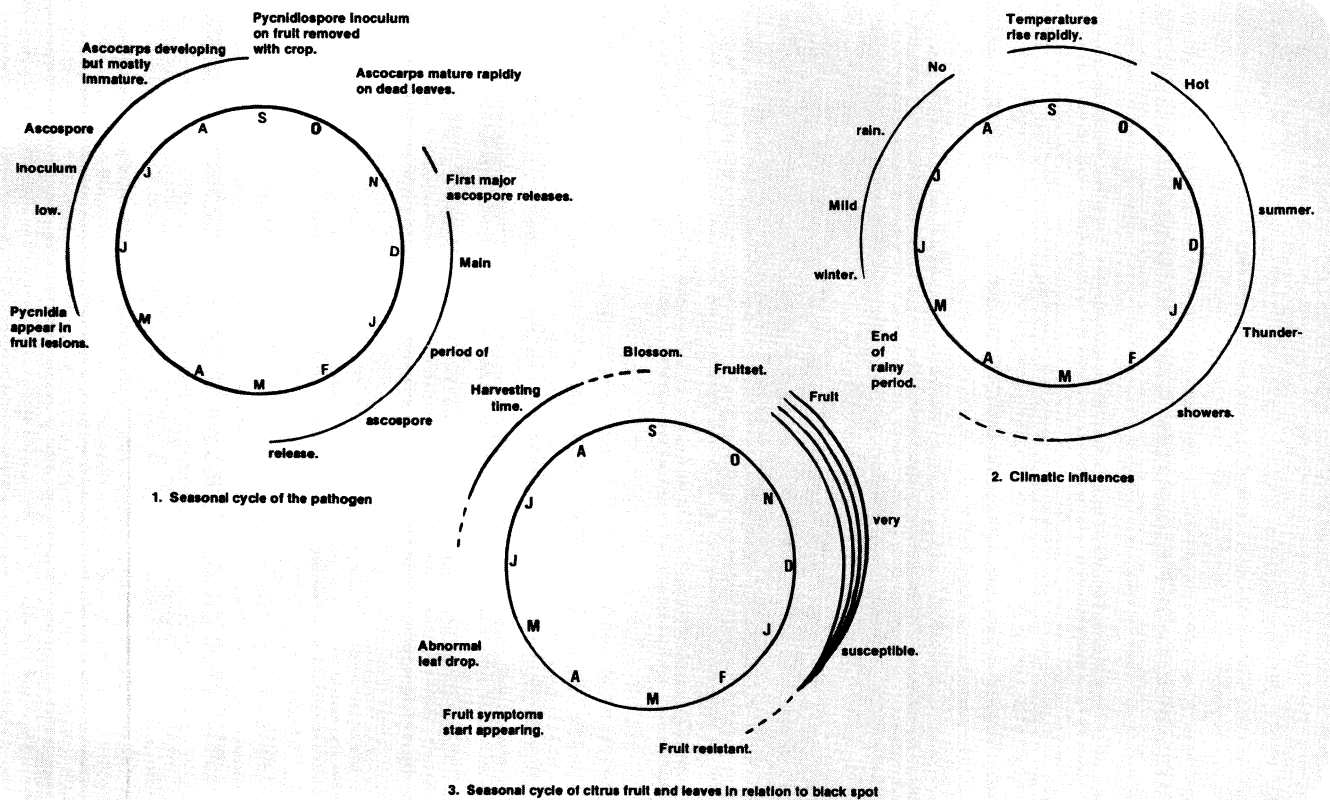 Pycnidiospore inoculum
on fruit removed
with crop.
Ascocarps developing
but mostly
immature.
Ascocarps mature rapidly
on dead leaves.
Ascospore
inoculum
low.
First major
ascospore releases.
Main
period of
ascospore
release.
Pycnidia
appear in
fruit lesions.
S
O
N
D
J
F
M
A
M
J
J
A
1. Seasonal cycle of the pathogen
Temperatures
rise rapidly.
No
rain.
Mild
winter.
Hot
summer.
Thunder-
showers.
End
of
rainy
period.
S
O
N
D
J
F
M
A
M
J
J
A
2. Climatic influences
Blossom.
Fruitset.
Harvesting
time.
Fruit
very
susceptible.
Fruit resistant.
Abnormal
leaf drop.
Fruit symptoms
start appearing.
S
O
N
D
J
F
M
A
M
J
J
A
3. Seasonal cycle of citrus fruit and leaves in relation to black spot